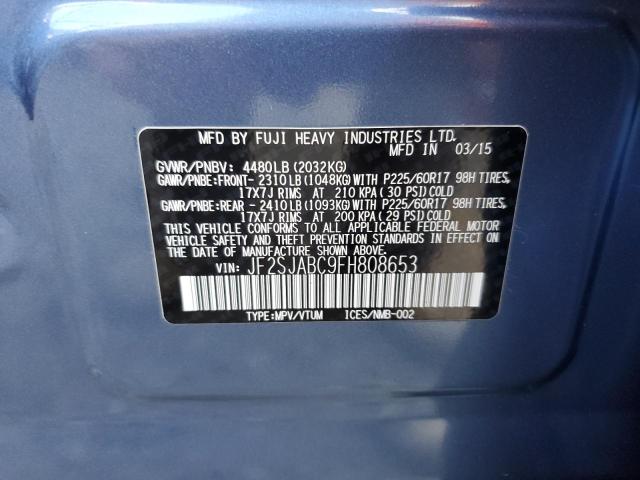 MFD BY FUJI HEAVY INDUSTRIES LTD.
MFD IN 03/15
GVWR/PNBV: 4480LB (2032KG)
GAWR/PNBE:FRONT- 2310LB (1048KG) WITH P225/60R17 98H TIRES,
17X7J RIMS AT 210 KPA (30 PSI) COLD
GAWR/PNBE:REAR - 2410LB (1093KG) WITH P225/60R17 98H TIRES,
17X7J RIMS AT 200 KPA (29 PSI) COLD
THIS VEHICLE CONFORMS TO ALL APPLICABLE FEDERAL MOTOR
VEHICLE SAFETY AND THEFT PREVENTION STANDARDS IN EFFECT ON
THE DATE OF MANUFACTURE SHOWN ABOVE.
VIN: JF2SJABC9FH808653
TYPE:MPV/VTUM ICES/NMB-002